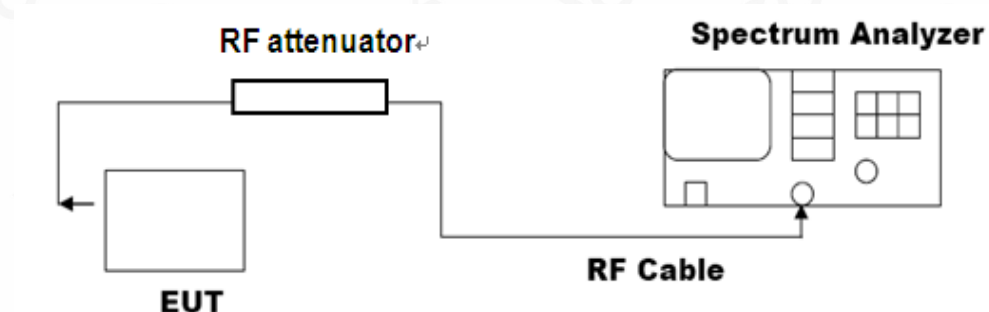 RF attenuator↵
Spectrum Analyzer
RF Cable
EUT